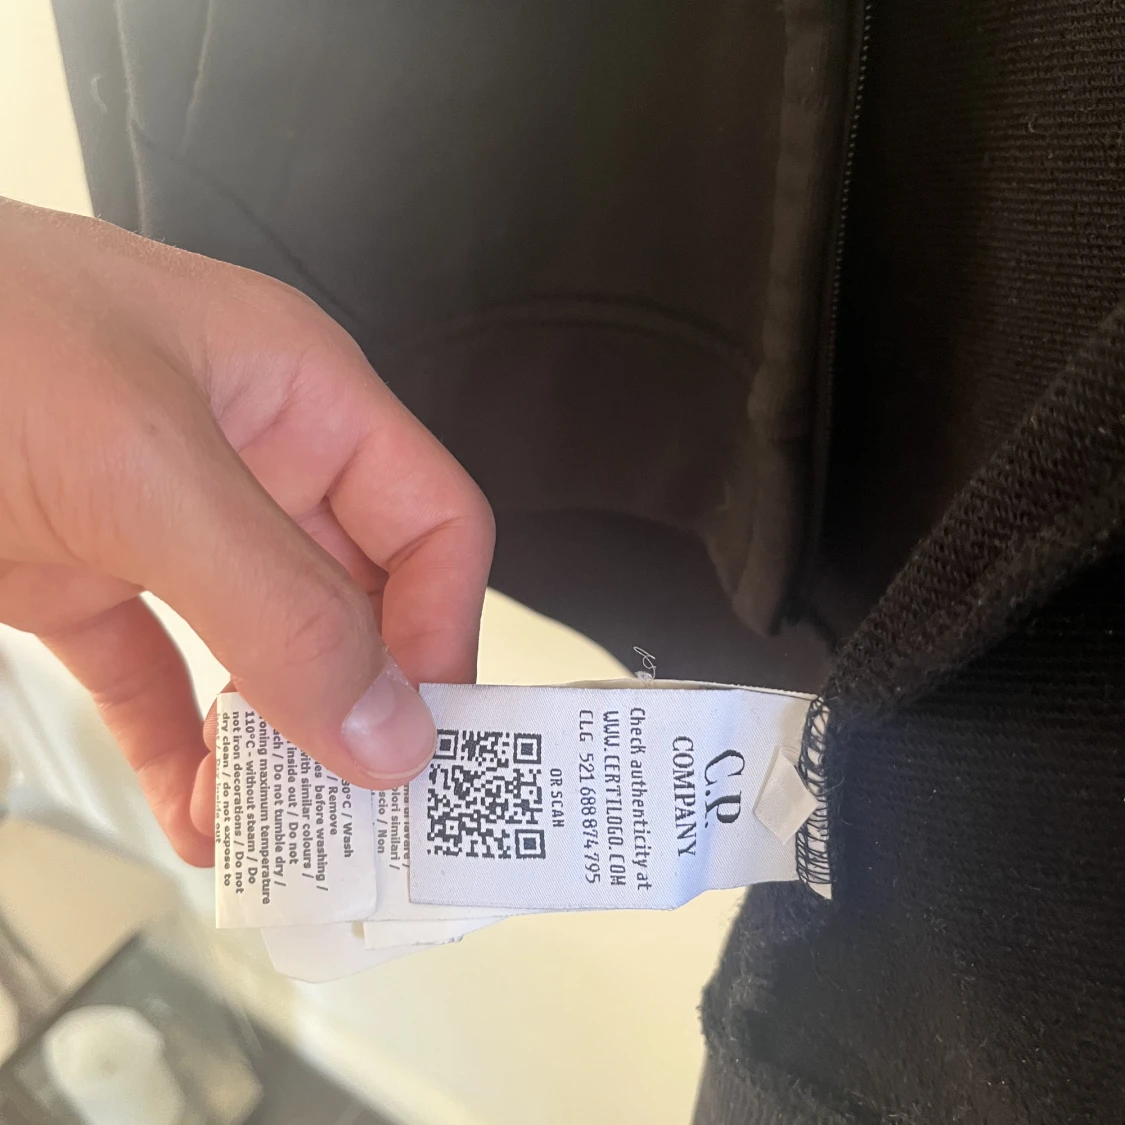 C.P.
COMPANY
Check authenticity at
WWW.CERTILOGO.COM
CLG 521 688 874 795
OR SCAN
olori similari /
scio / Non
30°C / Wash
/ Remove
before washing /
with similar colours /
inside out / Do not
ach / Do not tumble dry /
oning maximum temperature
110°C - without steam / Do
not iron decorations / Do not
dry clean / do not expose to